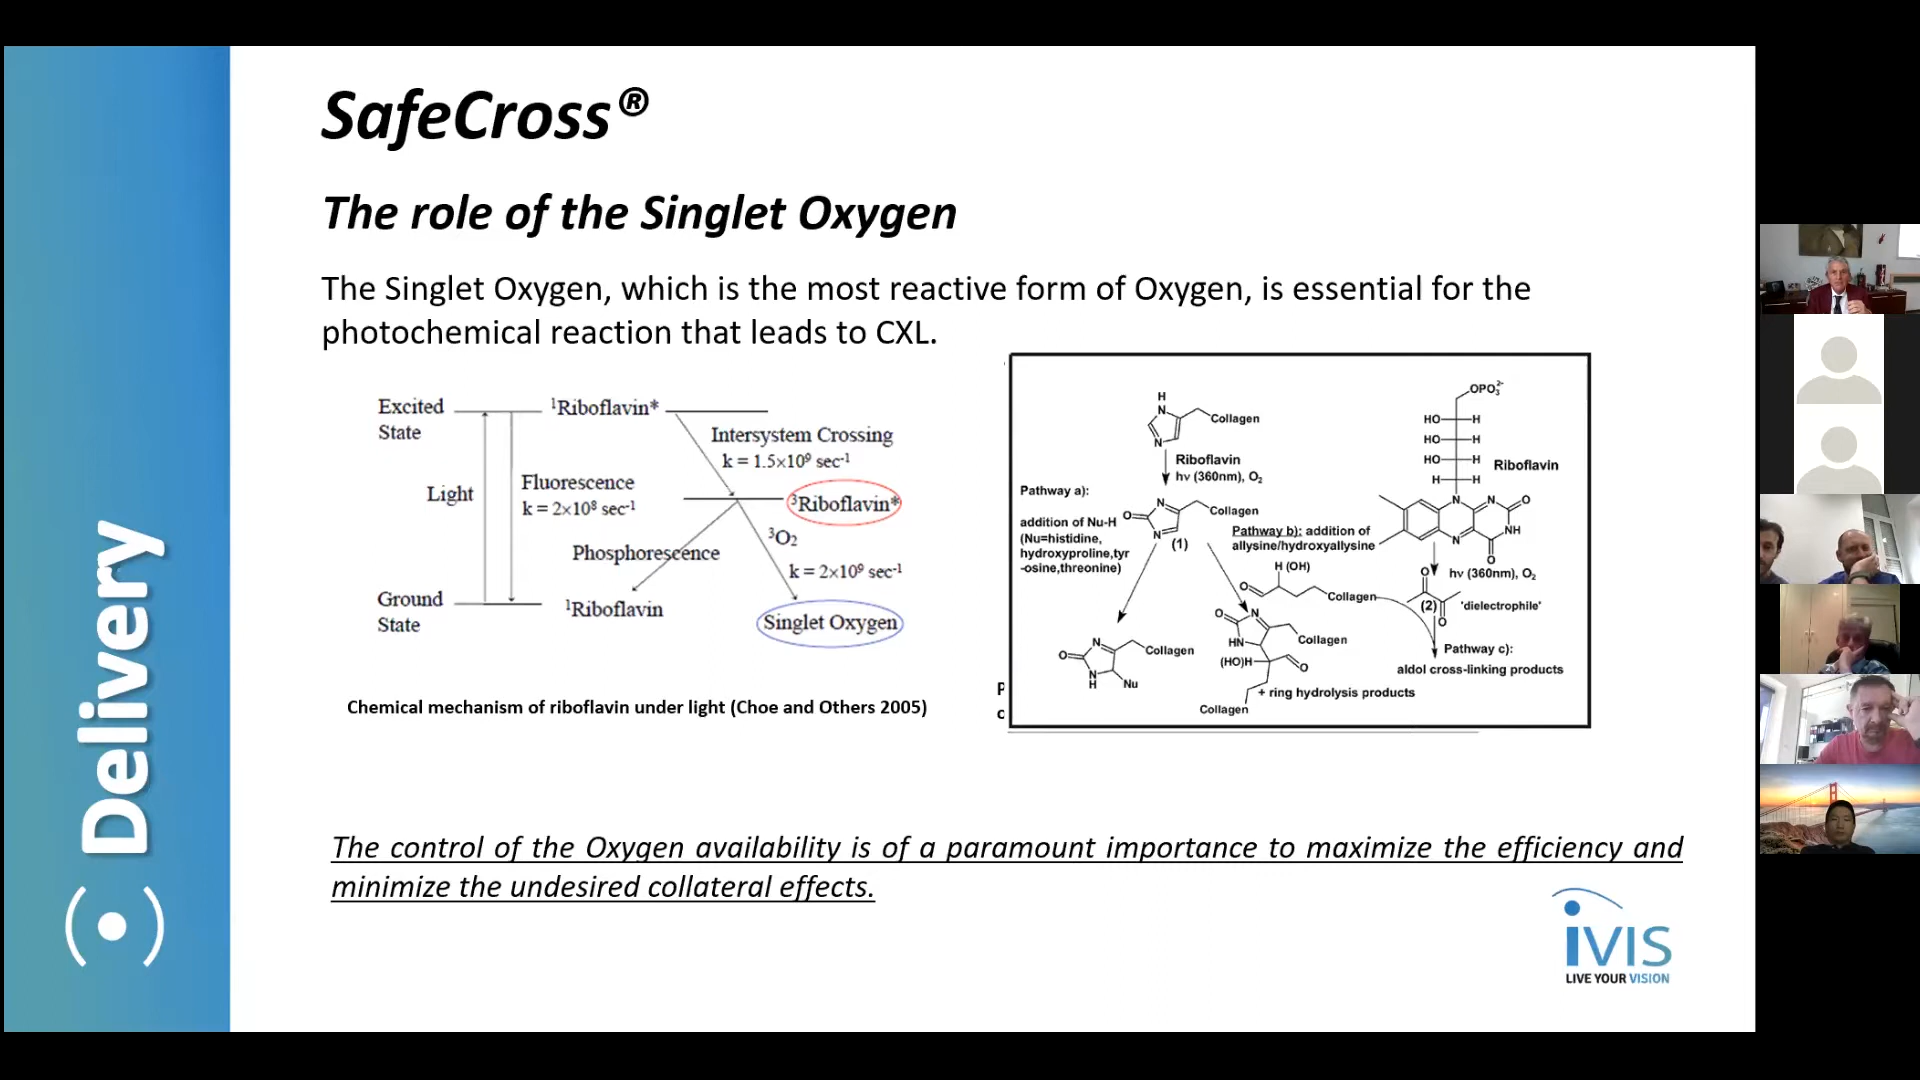 SafeCross®
The role of the Singlet Oxygen
The Singlet Oxygen, which is the most reactive form of Oxygen, is essential for the
photochemical reaction that leads to CXL.
Excited
State
¹Riboflavin*
Intersystem Crossing
k = 1.5×10⁹ sec⁻¹
Light
Fluorescence
k = 2×10⁸ sec⁻¹
³Riboflavin*
³O₂
Phosphorescence
k = 2×10⁹ sec⁻¹
Ground
State
¹Riboflavin
Singlet Oxygen
Chemical mechanism of riboflavin under light (Choe and Others 2005)
P
c
H
N
N
Collagen
Riboflavin
hν (360nm), O₂
Pathway a):
addition of Nu-H
(Nu=histidine,
hydroxyproline,tyr
-osine,threonine)
O
N
N
Collagen
(1)
Pathway b): addition of
allysine/hydroxyallysine
H (OH)
O
Collagen
O
N
N
H
Collagen
Nu
O
N
HN
Collagen
(HO)H
O
+ ring hydrolysis products
Collagen
OPO₃²⁻
HO H
HO H
HO H
H H
Riboflavin
N
N
O
NH
N
O
hν (360nm), O₂
O
(2)
O
'dielectrophile'
Pathway c):
aldol cross-linking products
The control of the Oxygen availability is of a paramount importance to maximize the efficiency and
minimize the undesired collateral effects.
Delivery
iVIS
LIVE YOUR VISION